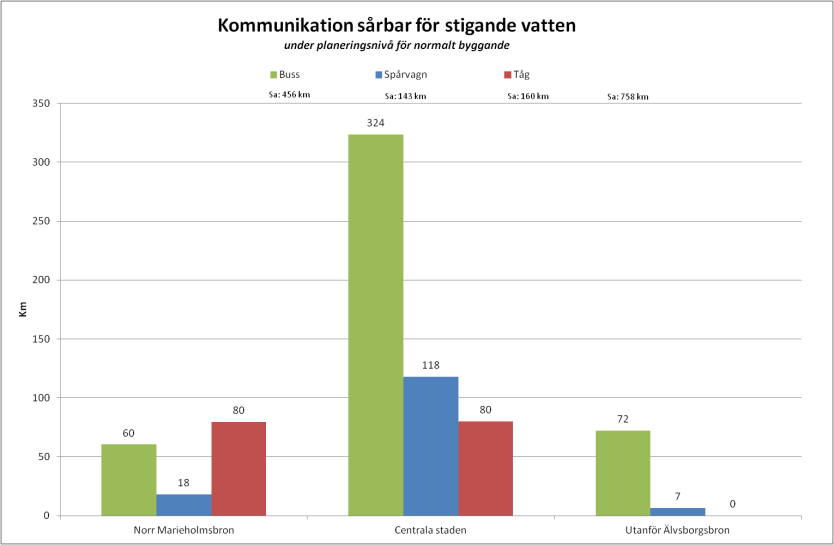 Kommunikation sårbar för stigande vatten
under planeringsnivå för normalt byggande
Buss Spårvagn Tåg
Sa: 456 km Sa: 143 km Sa: 160 km Sa: 758 km
350
300
250
200
150
100
50
0
Km
324
118
80
60
18
80
72
7
0
Norr Marieholmsbron Centrala staden Utanför Älvsborgsbron